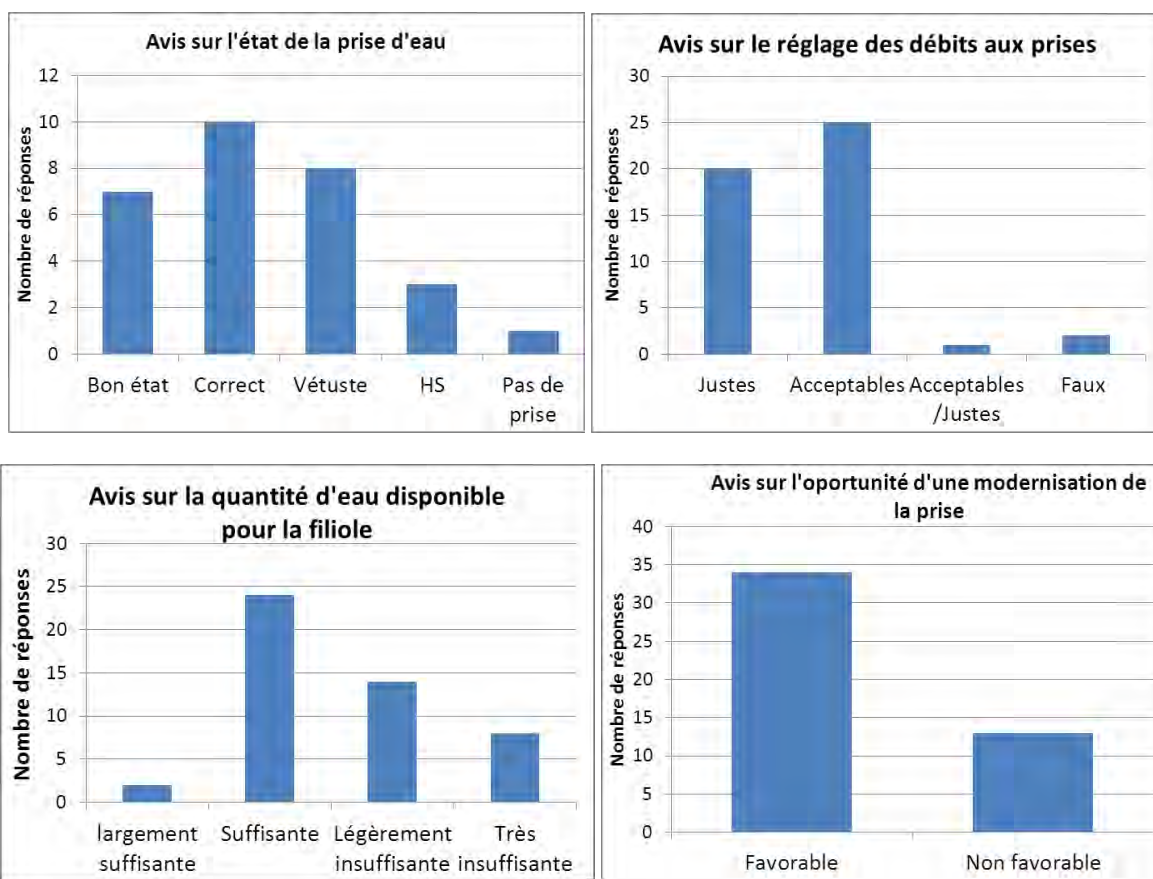 Avis sur l'état de la prise d'eau
Nombre de réponses
12
10
8
6
4
2
0
Bon état Correct Vétuste HS Pas de
prise
Avis sur le réglage des débits aux prises
Nombre de réponses
30
25
20
15
10
5
0
Justes Acceptables Acceptables Faux
/Justes
Avis sur la quantité d'eau disponible
pour la filiole
Nombre de réponses
30
25
20
15
10
5
0
largement Suffisante Légèrement Très
suffisante insuffisante insuffisante
Avis sur l'oportunité d'une modernisation de
la prise
Nombre de réponses
40
35
30
25
20
15
10
5
0
Favorable Non favorable